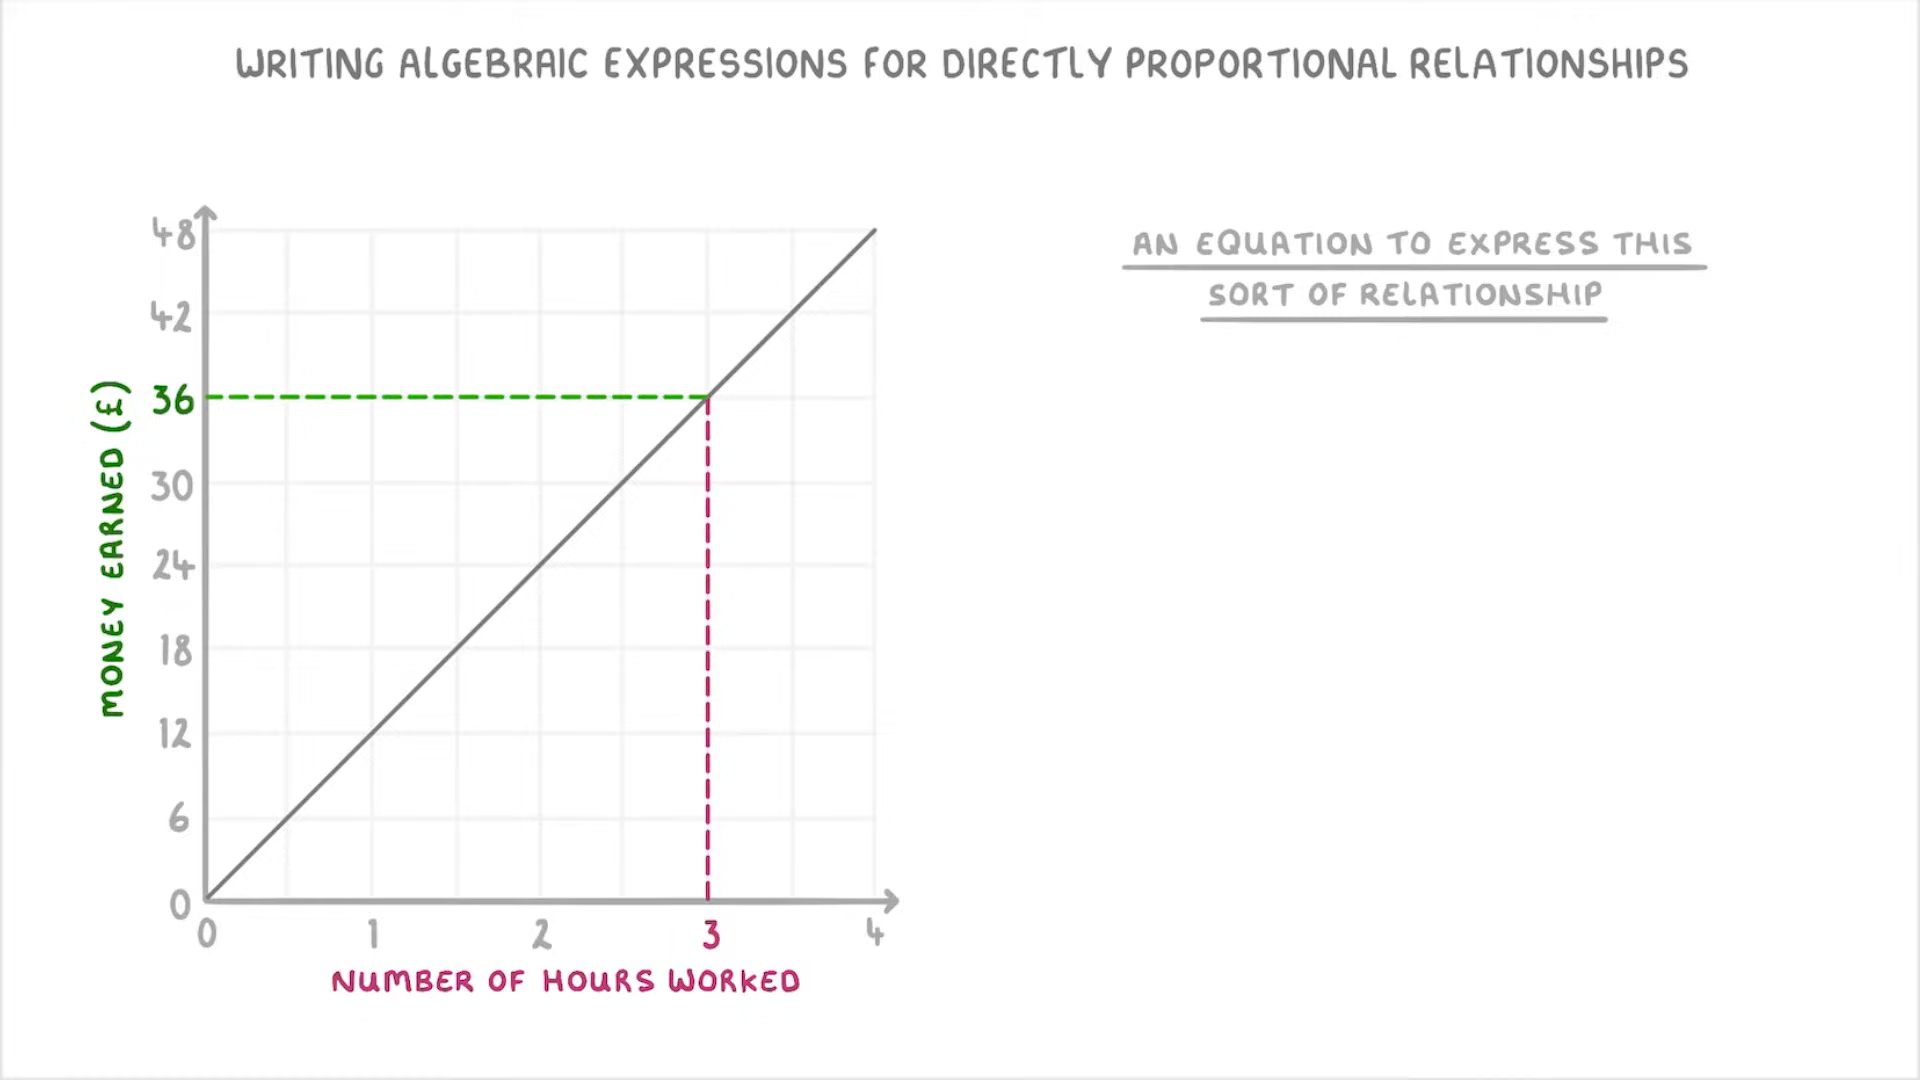 WRITING ALGEBRAIC EXPRESSIONS FOR DIRECTLY PROPORTIONAL RELATIONSHIPS
AN EQUATION TO EXPRESS THIS
SORT OF RELATIONSHIP
MONEY EARNED (£)
48
42
36
30
24
18
12
6
0
0 1 2 3 4
NUMBER OF HOURS WORKED